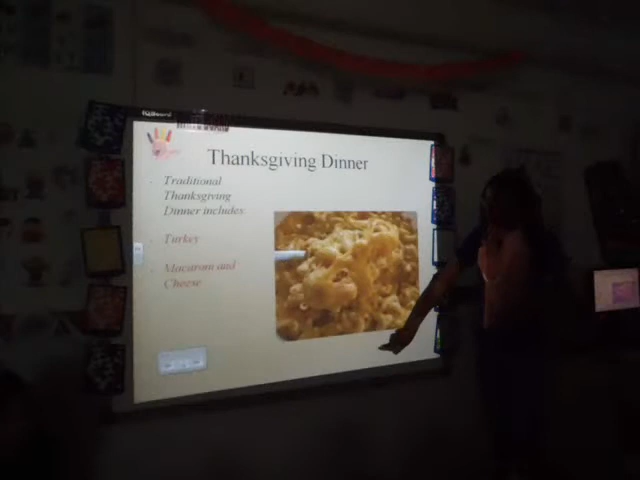 Thanksgiving Dinner
Traditional
Thanksgiving
Dinner includes:
Turkey
Macaroni and
Cheese